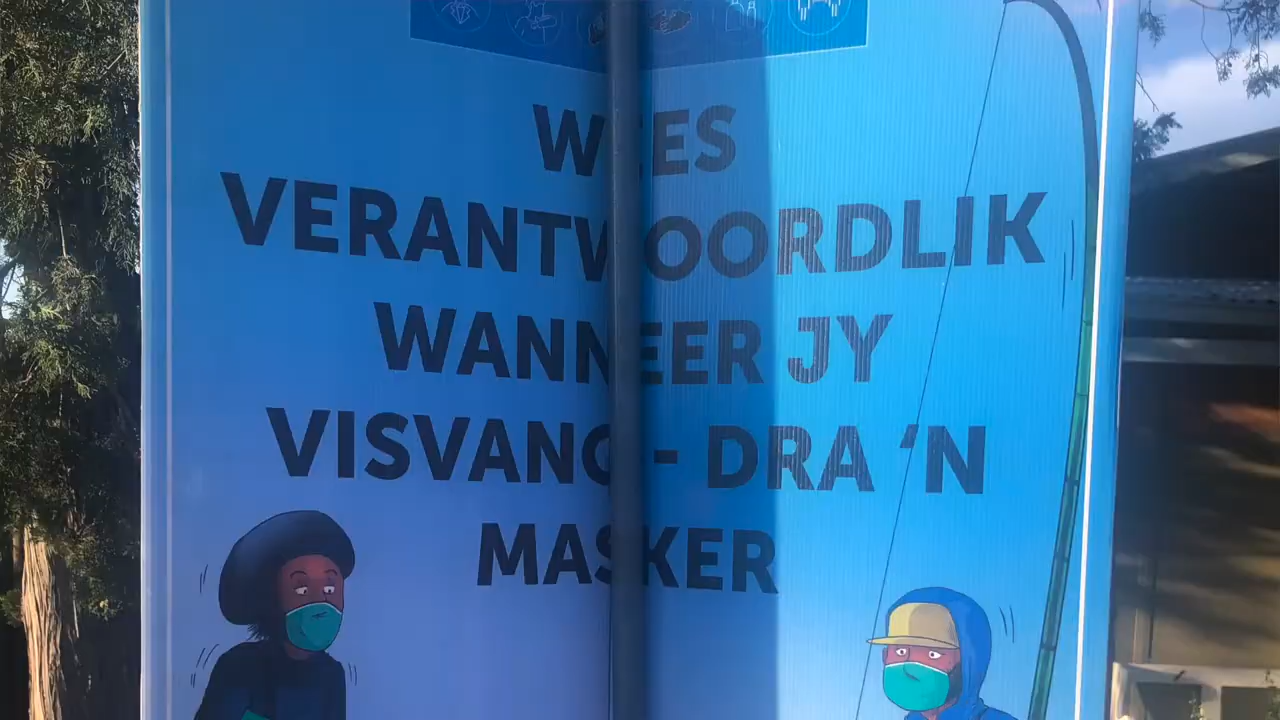 WEES
VERANTWOORDLIK
WANNEER JY
VISVANG - DRA ‘N
MASKER